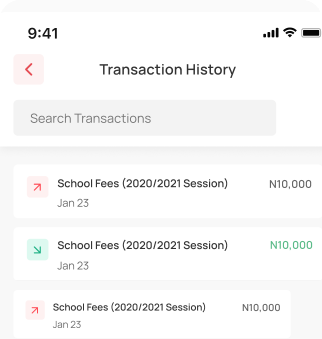 9:41
Transaction History
Search Transactions
School Fees (2020/2021 Session)
N10,000
Jan 23
School Fees (2020/2021 Session)
N10,000
Jan 23
School Fees (2020/2021 Session)
N10,000
Jan 23